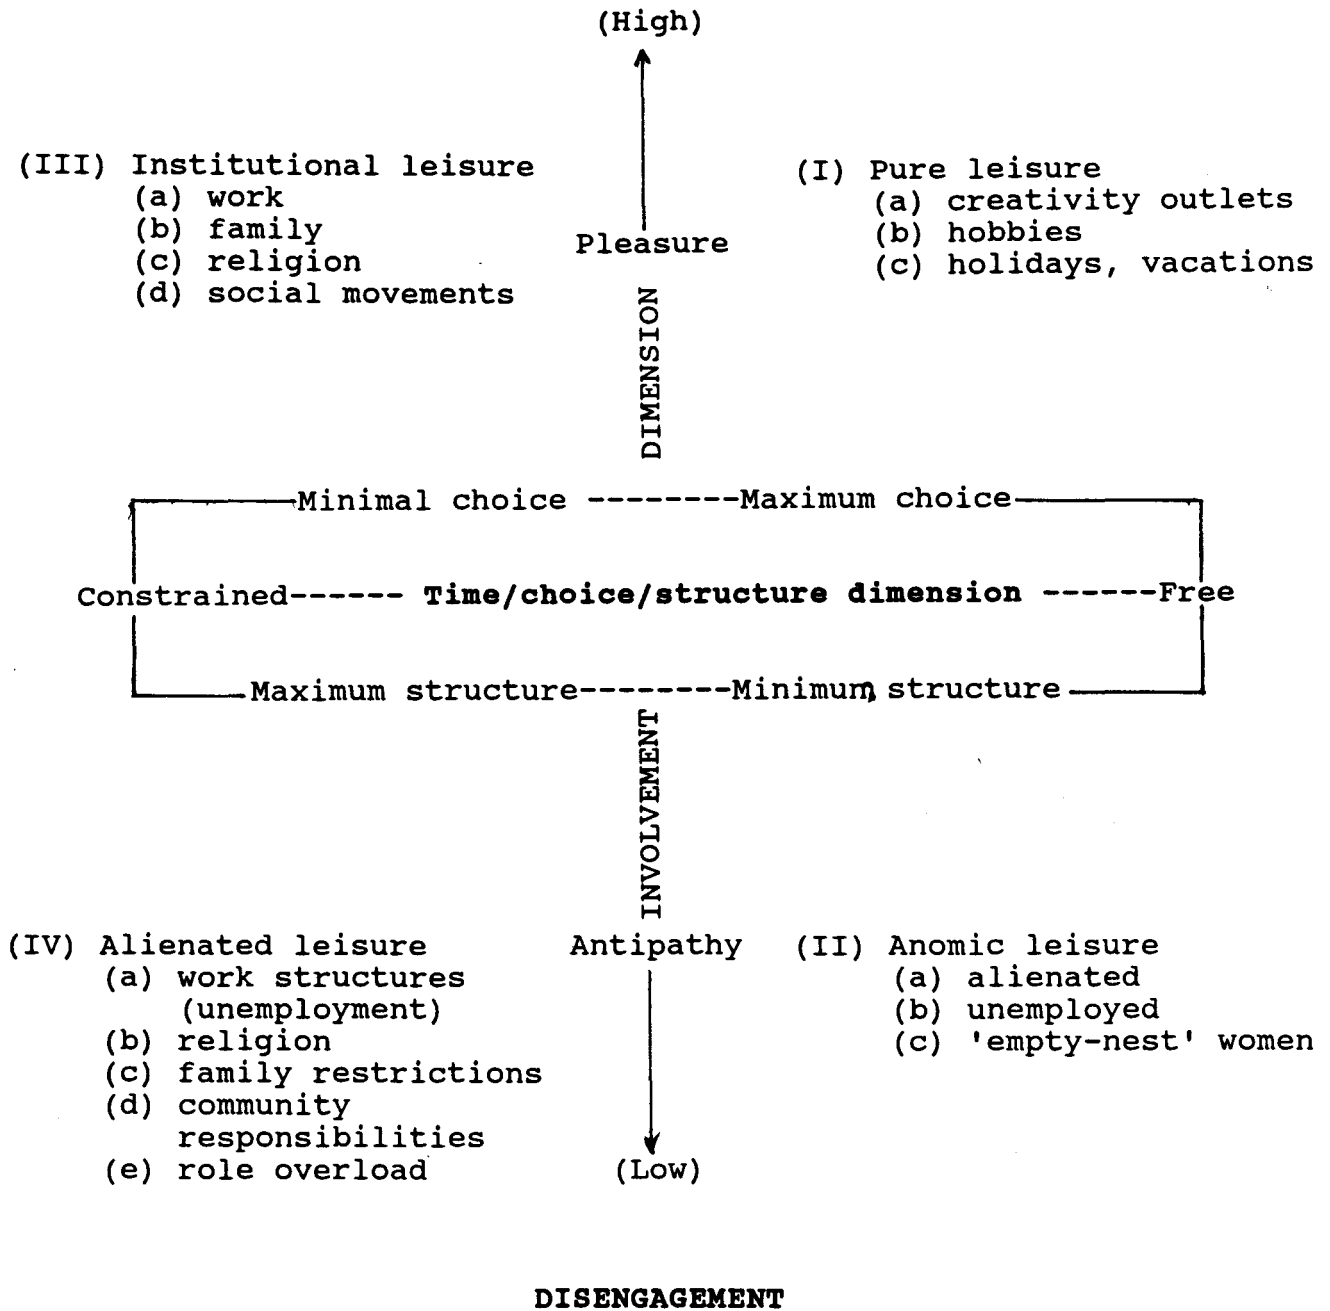 (High)
(III) Institutional leisure
(a) work
(b) family
(c) religion
(d) social movements
Pleasure
(I) Pure leisure
(a) creativity outlets
(b) hobbies
(c) holidays, vacations
DIMENSION
Minimal choice --------Maximum choice
Constrained------ Time/choice/structure dimension ------Free
Maximum structure--------Minimum structure
INVOLVEMENT
(IV) Alienated leisure
(a) work structures
(unemployment)
(b) religion
(c) family restrictions
(d) community
responsibilities
(e) role overload
Antipathy
(Low)
(II) Anomic leisure
(a) alienated
(b) unemployed
(c) 'empty-nest' women
DISENGAGEMENT